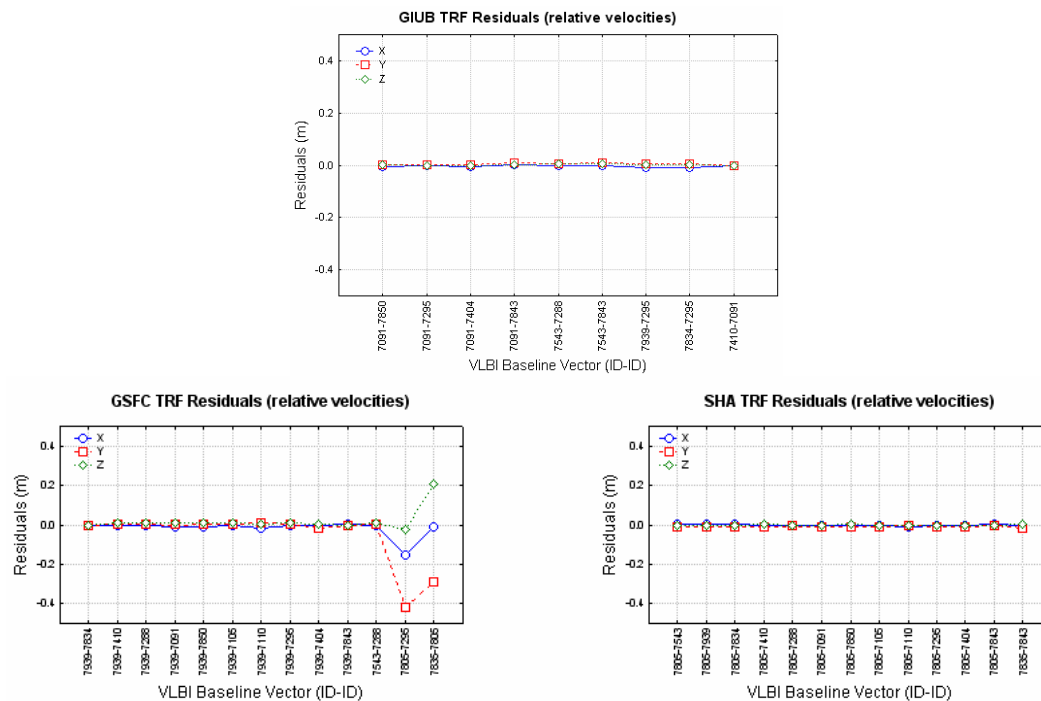 GIUB TRF Residuals (relative velocities)
X
Y
Z
0.4
0.2
0.0
-0.2
-0.4
Residuals (m)
7091-7850
7091-7295
7091-7404
7091-7843
7543-7288
7543-7843
7939-7295
7834-7295
7410-7091
VLBI Baseline Vector (ID-ID)
GSFC TRF Residuals (relative velocities)
X
Y
Z
0.4
0.2
0.0
-0.2
-0.4
Residuals (m)
7939-7834
7939-7410
7939-7288
7939-7091
7939-7850
7939-7105
7939-7110
7939-7295
7939-7404
7939-7843
7543-7288
7805-7295
7835-7805
VLBI Baseline Vector (ID-ID)
SHA TRF Residuals (relative velocities)
X
Y
Z
0.4
0.2
0.0
-0.2
-0.4
Residuals (m)
7805-7543
7805-7939
7805-7834
7805-7410
7805-7288
7805-7091
7805-7850
7805-7105
7805-7110
7805-7295
7805-7404
7805-7843
7835-7843
VLBI Baseline Vector (ID-ID)